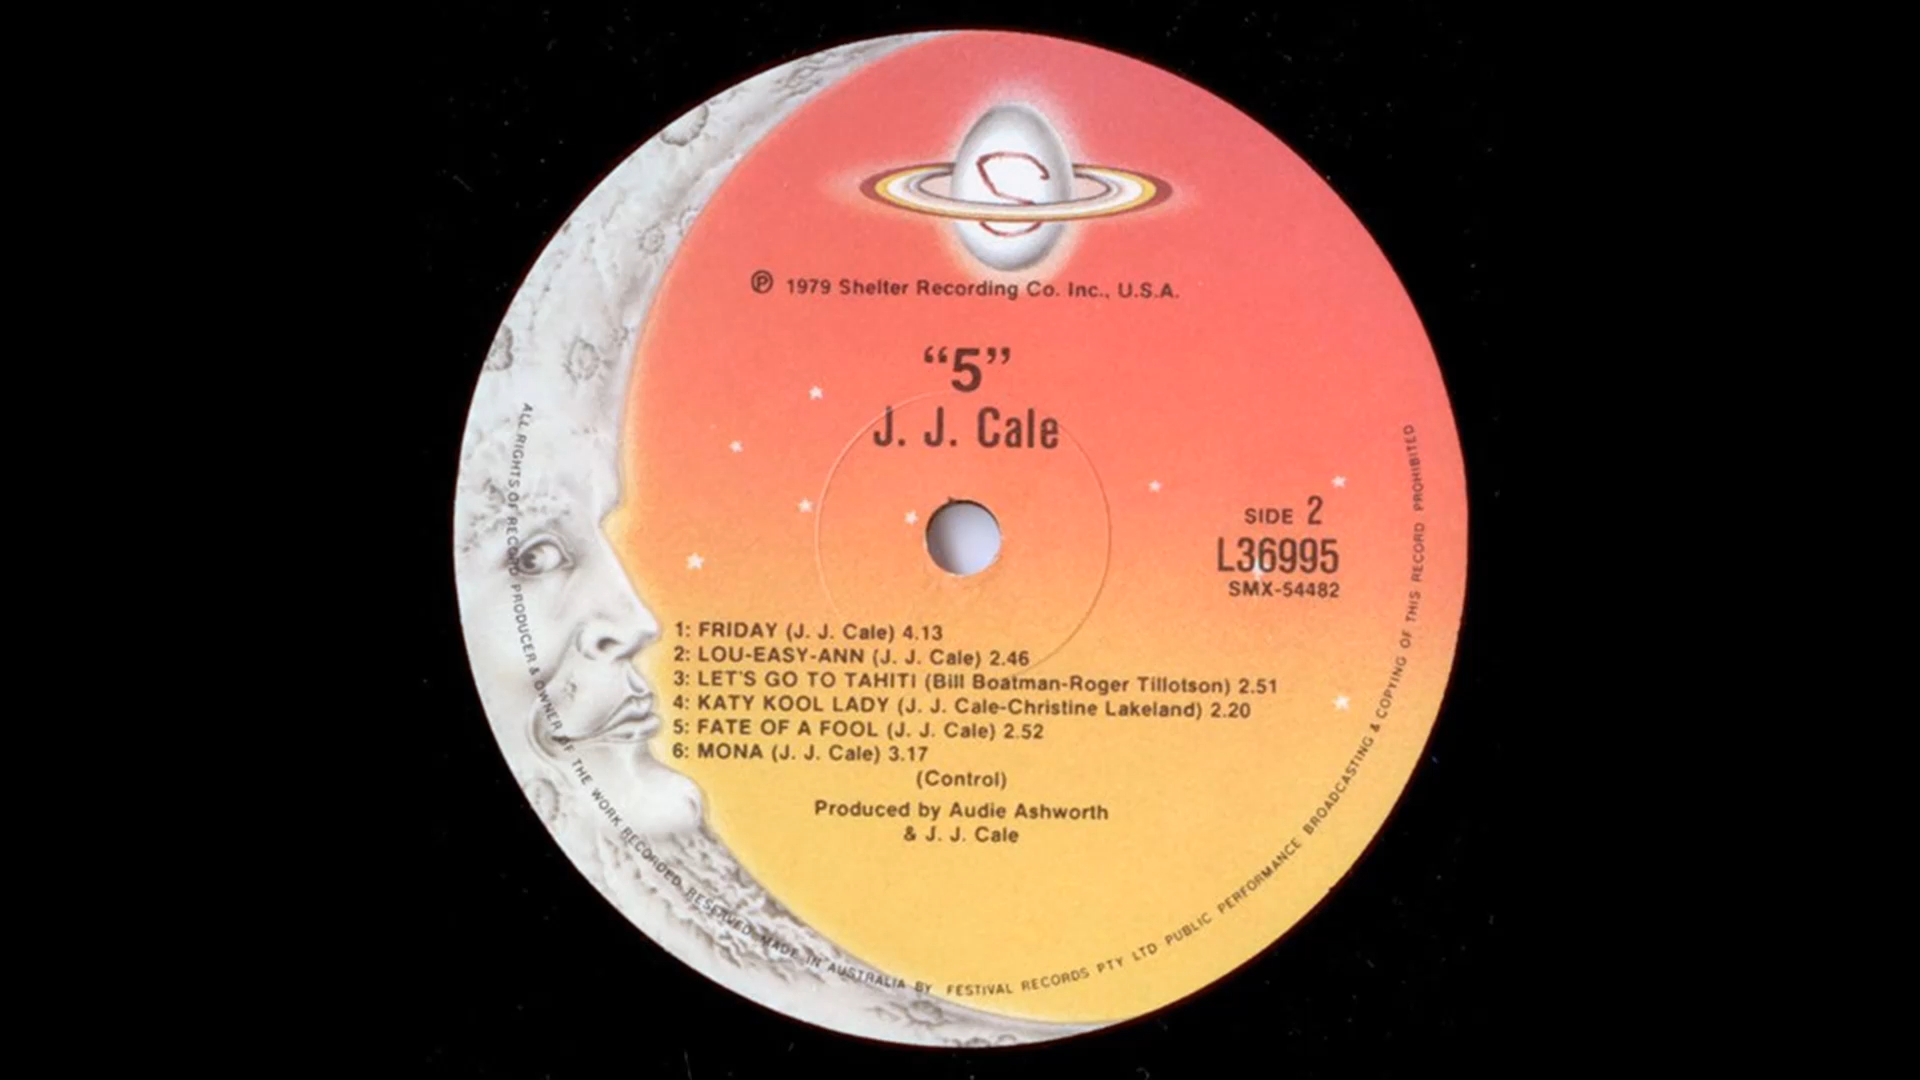 ℗ 1979 Shelter Recording Co. Inc., U.S.A.
“5”
J. J. Cale
SIDE 2
L36995
SMX-54482
1: FRIDAY (J. J. Cale) 4.13
2: LOU-EASY-ANN (J. J. Cale) 2.46
3: LET'S GO TO TAHITI (Bill Boatman-Roger Tillotson) 2.51
4: KATY KOOL LADY (J. J. Cale-Christine Lakeland) 2.20
5: FATE OF A FOOL (J. J. Cale) 2.52
6: MONA (J. J. Cale) 3.17
(Control)
Produced by Audie Ashworth
& J. J. Cale
ALL RIGHTS OF RECORD PRODUCER & OWNER OF THE WORK RECORDED RESERVED MADE IN AUSTRALIA BY FESTIVAL RECORDS PTY LTD PUBLIC PERFORMANCE BROADCASTING & COPYING OF THIS RECORD PROHIBITED